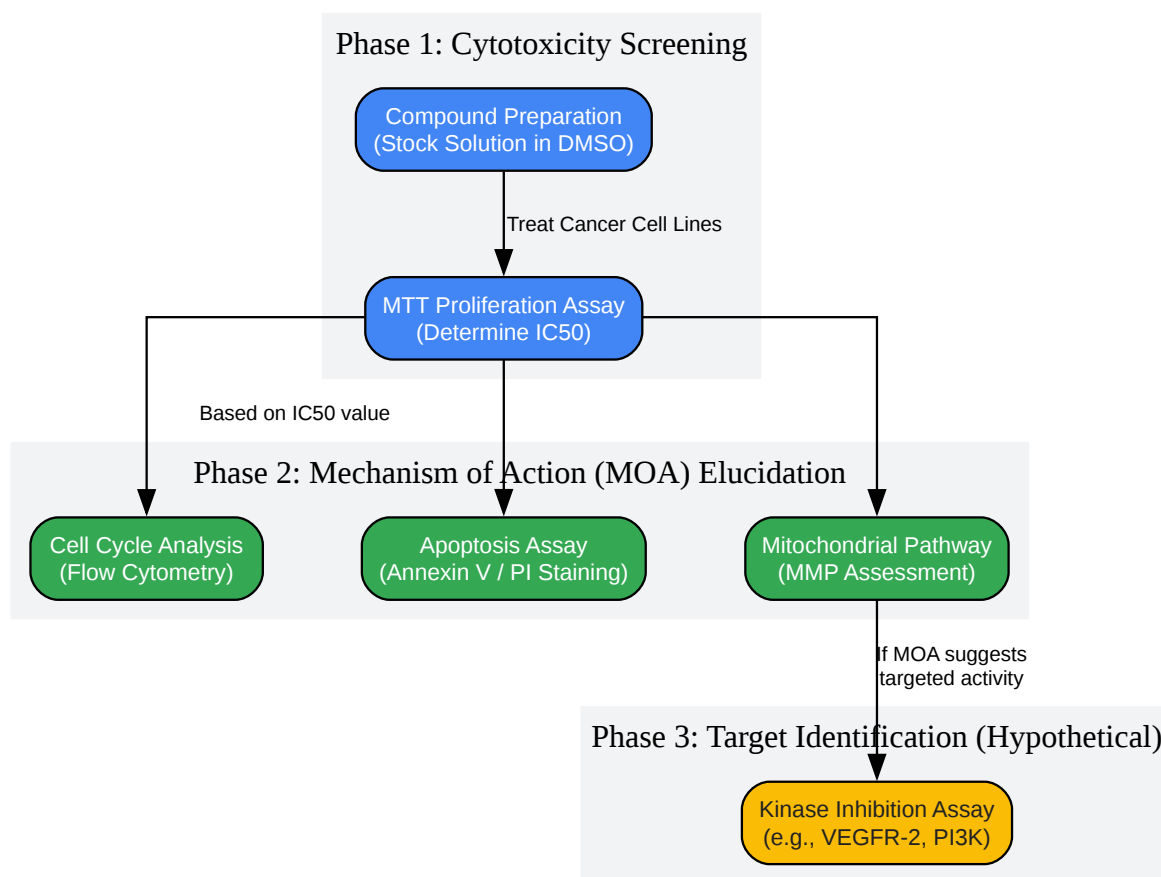 Phase 1: Cytotoxicity Screening
Compound Preparation
(Stock Solution in DMSO)
Treat Cancer Cell Lines
MTT Proliferation Assay
(Determine IC50)
Based on IC50 value
Phase 2: Mechanism of Action (MOA) Elucidation
Cell Cycle Analysis
(Flow Cytometry)
Apoptosis Assay
(Annexin V / PI Staining)
Mitochondrial Pathway
(MMP Assessment)
If MOA suggests
targeted activity
Phase 3: Target Identification (Hypothetical)
Kinase Inhibition Assay
(e.g., VEGFR-2, PI3K)